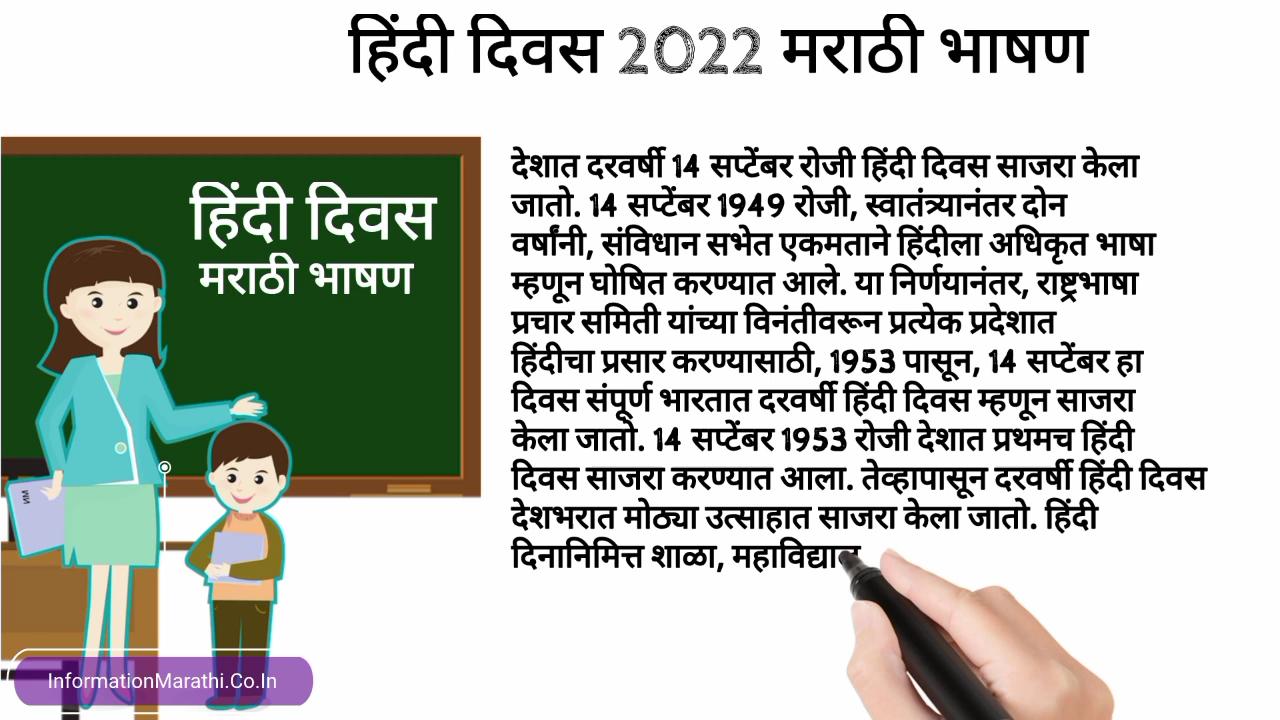 हिंदी दिवस 2022 मराठी भाषण
हिंदी दिवस
मराठी भाषण
देशात दरवर्षी 14 सप्टेंबर रोजी हिंदी दिवस साजरा केला
जातो. 14 सप्टेंबर 1949 रोजी, स्वातंत्र्यानंतर दोन
वर्षांनी, संविधान सभेत एकमताने हिंदीला अधिकृत भाषा
म्हणून घोषित करण्यात आले. या निर्णयानंतर, राष्ट्रभाषा
प्रचार समिती यांच्या विनंतीवरून प्रत्येक प्रदेशात
हिंदीचा प्रसार करण्यासाठी, 1953 पासून, 14 सप्टेंबर हा
दिवस संपूर्ण भारतात दरवर्षी हिंदी दिवस म्हणून साजरा
केला जातो. 14 सप्टेंबर 1953 रोजी देशात प्रथमच हिंदी
दिवस साजरा करण्यात आला. तेव्हापासून दरवर्षी हिंदी दिवस
देशभरात मोठ्या उत्साहात साजरा केला जातो. हिंदी
दिनानिमित्त शाळा,
InformationMarathi.Co.In